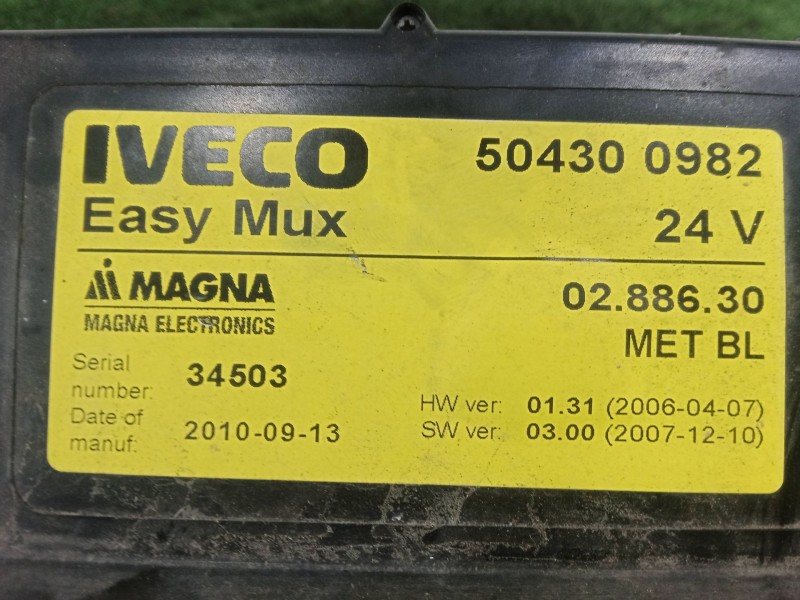 IVECO 50430 0982
Easy Mux 24 V
MAGNA 02.886.30
MAGNA ELECTRONICS MET BL
Serial number: 34503
HW ver: 01.31 (2006-04-07)
Date of manuf: 2010-09-13
SW ver: 03.00 (2007-12-10)